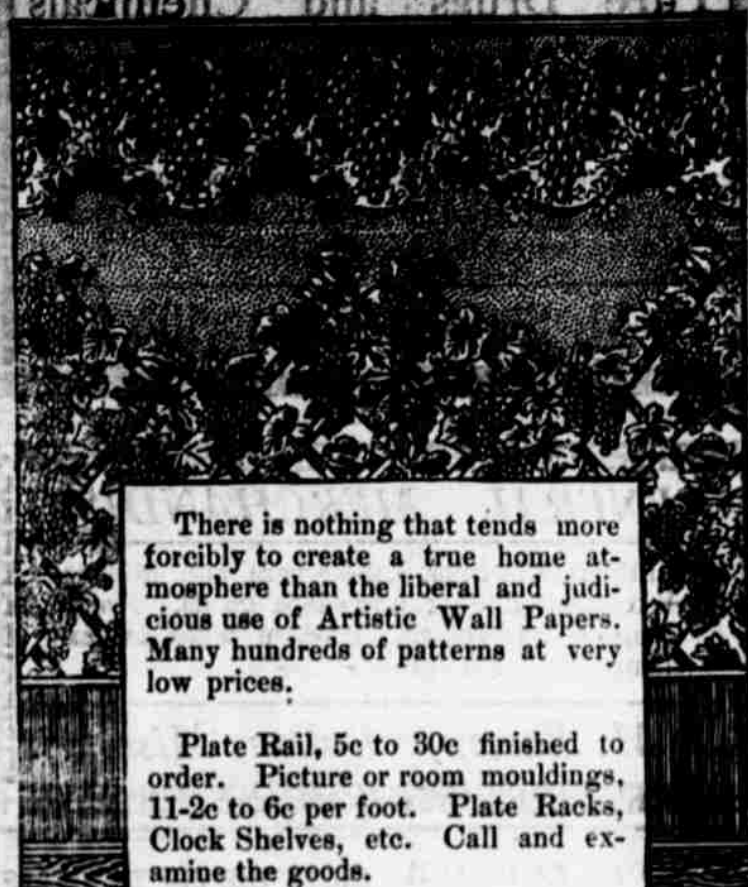 There is nothing that tends more
forcibly to create a true home at-
mosphere than the liberal and judi-
cious use of Artistic Wall Papers.
Many hundreds of patterns at very
low prices.
Plate Rail, 5c to 30c finished to
order. Picture or room mouldings,
11-2c to 6c per foot. Plate Racks,
Clock Shelves, etc. Call and ex-
amine the goods.